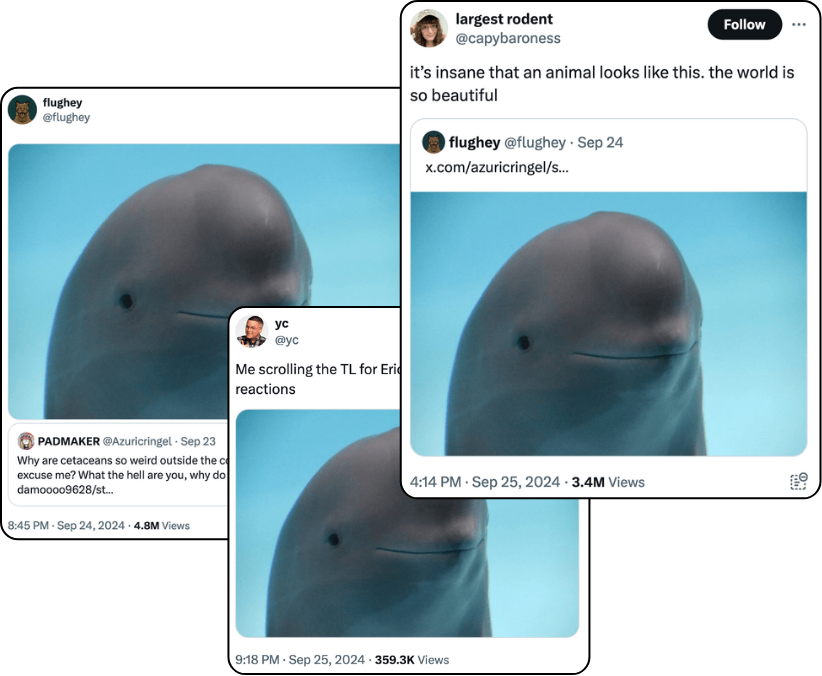 largest rodent
@capybaroness
Follow
it’s insane that an animal looks like this. the world is
so beautiful
flughey @flughey · Sep 24
x.com/azuricringel/s...
4:14 PM · Sep 25, 2024 · 3.4M Views
flughey
@flughey
PADMAKER @Azuricringel · Sep 23
Why are cetaceans so weird outside the
excuse me? What the hell are you, why do
damoooo9628/st...
8:45 PM · Sep 24, 2024 · 4.8M Views
yc
@yc
Me scrolling the TL for
reactions
9:18 PM · Sep 25, 2024 · 359.3K Views